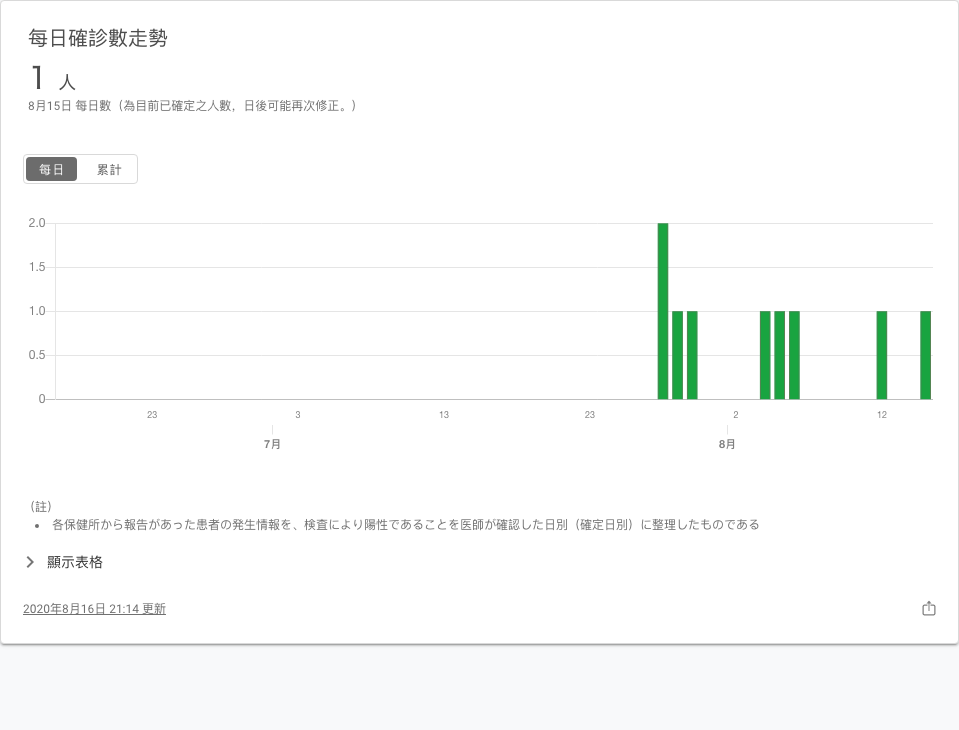 每日確診數走勢
1 人
8月15日 每日數（為目前已確定之人數，日後可能再次修正。）
每日 累計
2.0
1.5
1.0
0.5
0
23 3 13 23 2 12
7月 8月
（註）
• 各保健所から報告があった患者の発生情報を、検査により陽性であることを医師が確認した日別（確定日別）に整理したものである
顯示表格
2020年8月16日 21:14 更新